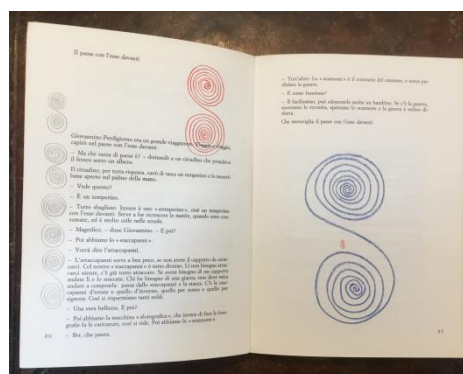 Il paese con l'esse davanti
Giovannino Perdigiorno era un grande viaggiatore. Viaggia e viaggia,
capitò nel paese con l'esse davanti.
– Ma che razza di paese è? – domandò a un cittadino che prendeva
il fresco sotto un albero.
Il cittadino, per tutta risposta, cavò di tasca un temperino e lo mostrò
bene aperto sul palmo della mano.
– Vede questo?
– È un temperino.
– Tutto sbagliato. Invece è uno «stemperino», cioè un temperino
con l'esse davanti. Serve a far ricrescere le matite, quando sono con-
sumate, ed è molto utile nelle scuole.
– Magnifico, – disse Giovannino. – E poi?
– Poi abbiamo lo «staccapanni».
– Vorrà dire l'attaccapanni.
– L'attaccapanni serve a ben poco, se non avete il cappotto da attac-
carci. Col nostro «staccapanni» è tutto diverso. Lì non bisogna attac-
carci niente, c'è già tutto attaccato. Se avete bisogno di un cappotto
andate lì e lo staccate. Chi ha bisogno di una giacca, non deve mica
andare a comprarla: passa dallo staccapanni e la stacca. C'è lo stac-
capanni d'estate e quello d'inverno, quello per uomo e quello per
signora. Così si risparmiano tanti soldi.
– Una vera bellezza. E poi?
– Poi abbiamo la macchina «sfotografica», che invece di fare le foto-
grafie fa le caricature, così si ride. Poi abbiamo lo «scannone».
– Brr, che paura.
– Tutt'altro. Lo «scannone» è il contrario del cannone, e serve per
disfare la guerra.
– E come funziona?
– È facilissimo, può adoperarlo anche un bambino. Se c'è la guerra,
suoniamo la stromba, spariamo lo scannone e la guerra è subito di-
sfatta.
Che meraviglia il paese con l'esse davanti.